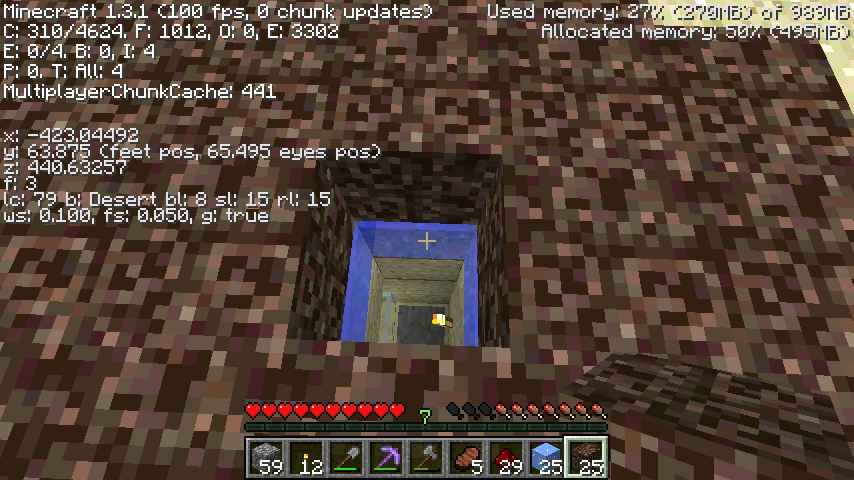 Minecraft 1.3.1 (100 fps, 0 chunk updates)
Used memory: 27% (270MB) of 989MB
C: 310/4624, F: 1012, O: 0, E: 3302
Allocated memory: 50% (495MB)
E: 0/4, B: 0, I: 4
P: 0, T: All: 4
MultiplayerChunkCache: 441
x: -423.04492
y: 63.875 (feet pos, 65.495 eyes pos)
z: 440.63257
f: 3
lc: 79 b: Desert bl: 8 sl: 15 rl: 15
ws: 0.100, fs: 0.050, g: true
7
59 12 5 29 25 25